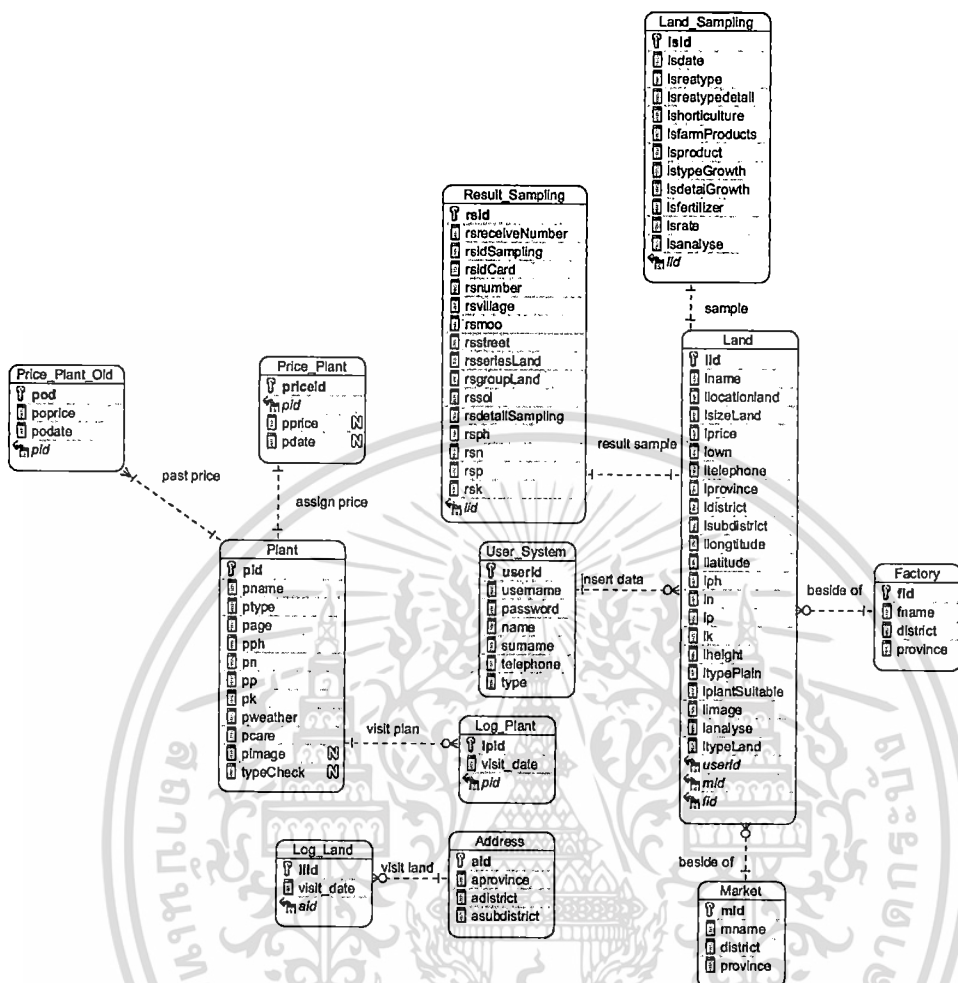 Land_Sampling
lsid
lsdate
lsreatype
lsreatypedetail
lshorticulture
lsfarmProducts
lsproduct
lstypeGrowth
lsdetaiGrowth
lsfertilizer
lsrate
lsanalyse
lid
sample
Result_Sampling
rsid
rsreceiveNumber
rsidSampling
rsidCard
rsnumber
rsvillage
rsmoo
rsstreet
rsseriesLand
rsgroupLand
rssoi
rsdetailSampling
rsph
rsn
rsp
rsk
lid
result sample
Land
lid
lname
llocationland
lsizeLand
lprice
lown
ltelephone
lprovince
ldistrict
lsubdistrict
llongtitude
llatitude
lph
ln
lp
lk
lheight
ltypePlain
lplantSuitable
limage
lanalyse
ltypeLand
userid
mid
fid
Price_Plant_Old
pod
poprice
podate
pid
past price
Price_Plant
priceid
pid
pprice N
pdate N
assign price
Plant
pid
pname
ptype
page
pph
pn
pp
pk
pweather
pcare
pimage N
typeCheck N
User_System
userid
username
password
name
surname
telephone
type
insert data
beside of
Factory
fid
fname
district
province
visit plan
Log_Plant
lpid
visit_date
pid
Log_Land
llid
visit_date
aid
visit land
Address
aid
aprovince
adistrict
asubdistrict
beside of
Market
mid
mname
district
province